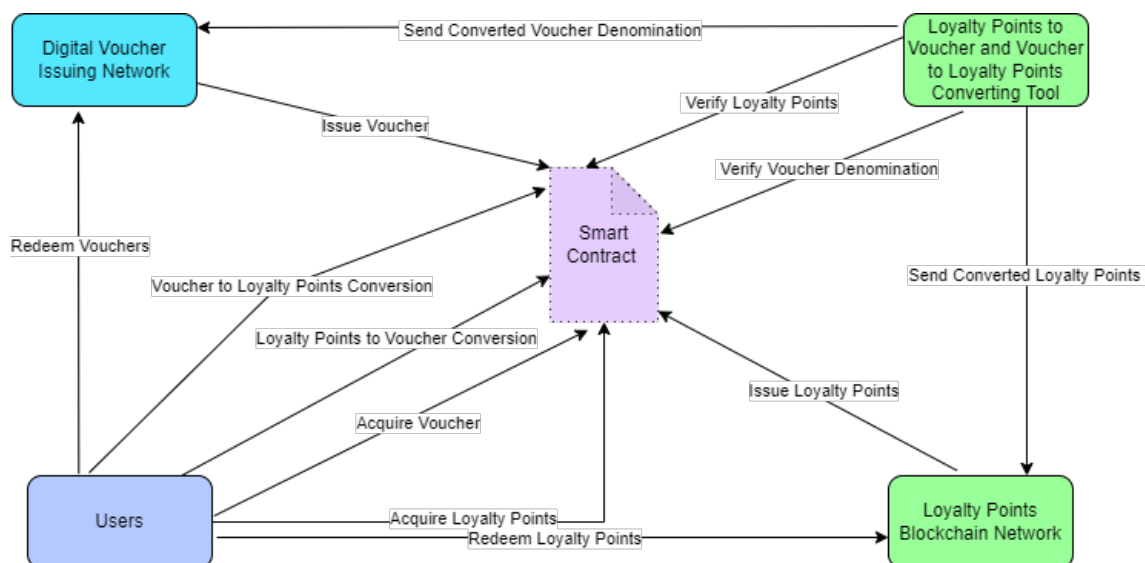 Send Converted Voucher Denomination
Digital Voucher
Issuing Network
Loyalty Points to
Voucher and Voucher
to Loyalty Points
Converting Tool
Verify Loyalty Points
Issue Voucher
Verify Voucher Denomination
Smart
Contract
Redeem Vouchers
Send Converted Loyalty Points
Voucher to Loyalty Points Conversion
Loyalty Points to Voucher Conversion
Issue Loyalty Points
Acquire Voucher
Users
Acquire Loyalty Points
Redeem Loyalty Points
Loyalty Points
Blockchain Network